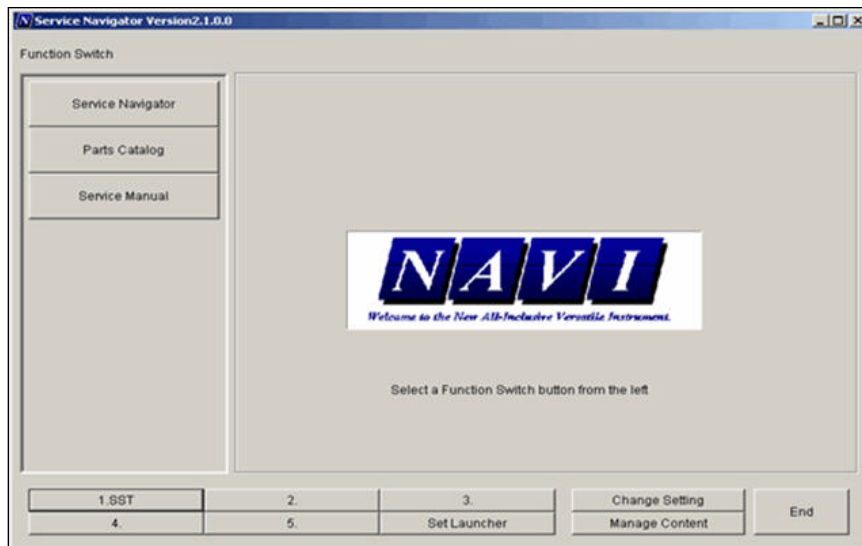 Service Navigator Version2.1.0.0
Function Switch
Service Navigator
Parts Catalog
Service Manual
NAVI
Welcome to the New All-Inclusive Versatile Instrument.
Select a Function Switch button from the left
1.SST 2. 3. Change Setting
4. 5. Set Launcher Manage Content
End